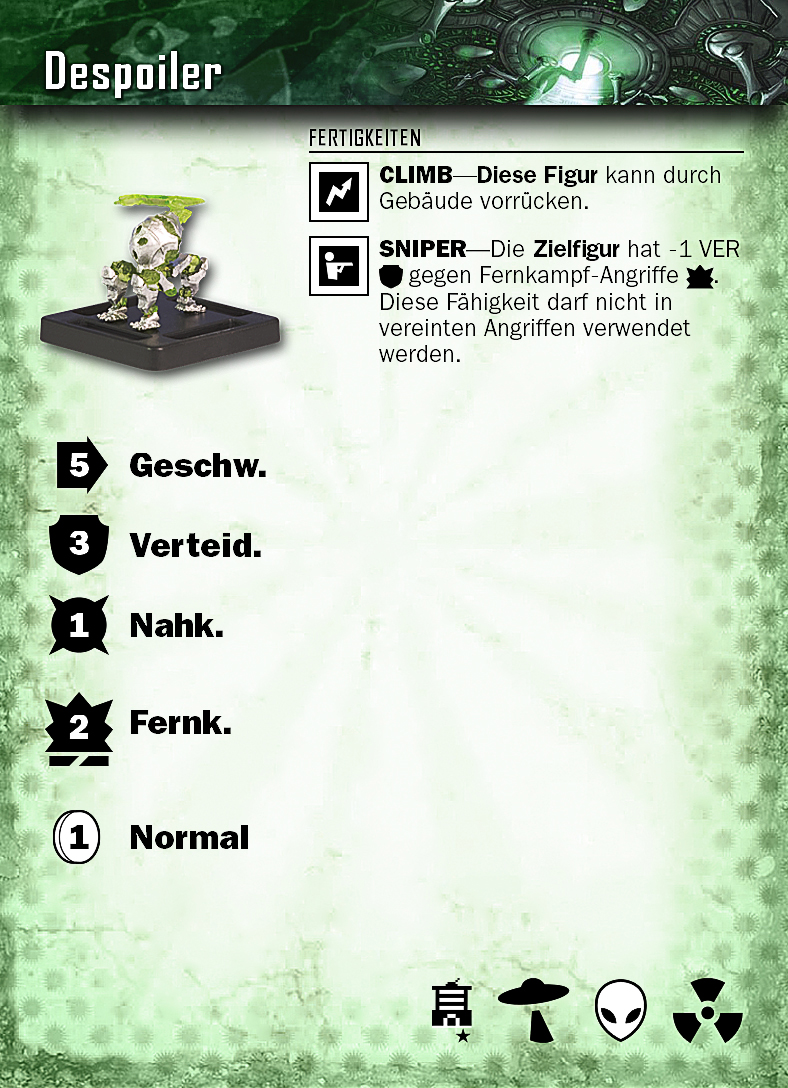 Despoiler
FERTIGKEITEN
CLIMB—Diese Figur kann durch
Gebäude vorrücken.
SNIPER—Die Zielfigur hat -1 VER
gegen Fernkampf-Angriffe .
Diese Fähigkeit darf nicht in
vereinten Angriffen verwendet
werden.
5 Geschw.
3 Verteid.
1 Nahk.
2 Fernk.
1 Normal